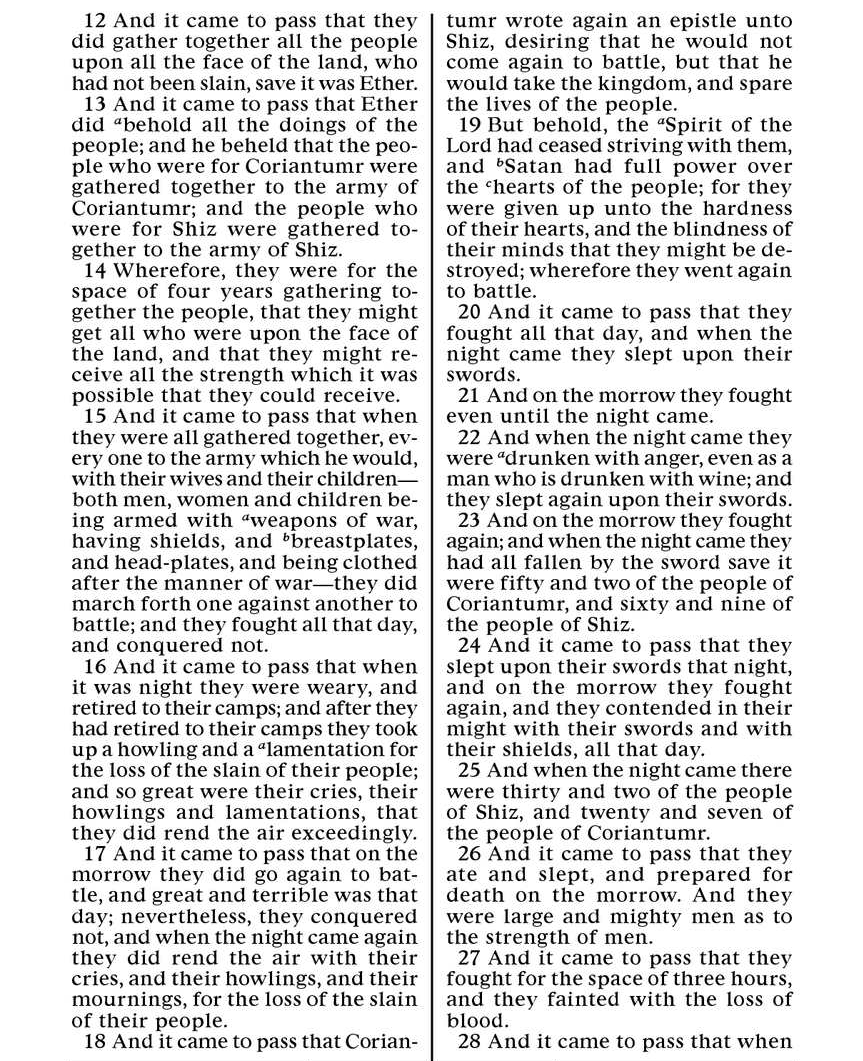 12 And it came to pass that they
did gather together all the people
upon all the face of the land, who
had not been slain, save it was Ether.
13 And it came to pass that Ether
did ᵃbehold all the doings of the
people; and he beheld that the peo-
ple who were for Coriantumr were
gathered together to the army of
Coriantumr; and the people who
were for Shiz were gathered to-
gether to the army of Shiz.
14 Wherefore, they were for the
space of four years gathering to-
gether the people, that they might
get all who were upon the face of
the land, and that they might re-
ceive all the strength which it was
possible that they could receive.
15 And it came to pass that when
they were all gathered together, ev-
ery one to the army which he would,
with their wives and their children—
both men, women and children be-
ing armed with ᵃweapons of war,
having shields, and ᵇbreastplates,
and head-plates, and being clothed
after the manner of war—they did
march forth one against another to
battle; and they fought all that day,
and conquered not.
16 And it came to pass that when
it was night they were weary, and
retired to their camps; and after they
had retired to their camps they took
up a howling and a ᵃlamentation for
the loss of the slain of their people;
and so great were their cries, their
howlings and lamentations, that
they did rend the air exceedingly.
17 And it came to pass that on the
morrow they did go again to bat-
tle, and great and terrible was that
day; nevertheless, they conquered
not, and when the night came again
they did rend the air with their
cries, and their howlings, and their
mournings, for the loss of the slain
of their people.
18 And it came to pass that Corian-
tumr wrote again an epistle unto
Shiz, desiring that he would not
come again to battle, but that he
would take the kingdom, and spare
the lives of the people.
19 But behold, the ᵃSpirit of the
Lord had ceased striving with them,
and ᵇSatan had full power over
the ᶜhearts of the people; for they
were given up unto the hardness
of their hearts, and the blindness of
their minds that they might be de-
stroyed; wherefore they went again
to battle.
20 And it came to pass that they
fought all that day, and when the
night came they slept upon their
swords.
21 And on the morrow they fought
even until the night came.
22 And when the night came they
were ᵃdrunken with anger, even as a
man who is drunken with wine; and
they slept again upon their swords.
23 And on the morrow they fought
again; and when the night came they
had all fallen by the sword save it
were fifty and two of the people of
Coriantumr, and sixty and nine of
the people of Shiz.
24 And it came to pass that they
slept upon their swords that night,
and on the morrow they fought
again, and they contended in their
might with their swords and with
their shields, all that day.
25 And when the night came there
were thirty and two of the people
of Shiz, and twenty and seven of
the people of Coriantumr.
26 And it came to pass that they
ate and slept, and prepared for
death on the morrow. And they
were large and mighty men as to
the strength of men.
27 And it came to pass that they
fought for the space of three hours,
and they fainted with the loss of
blood.
28 And it came to pass that when